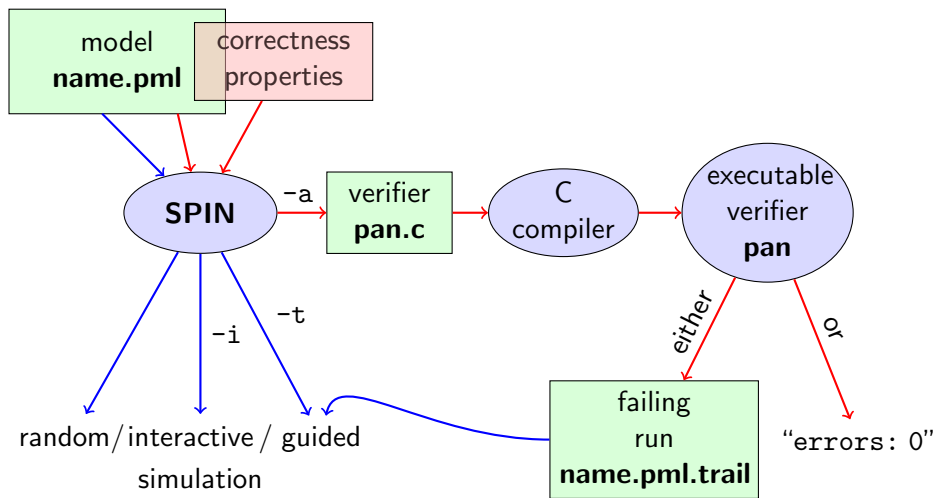 model
name.pml
correctness
properties
SPIN
-a
verifier
pan.c
C
compiler
executable
verifier
pan
-i
-t
either
or
random/interactive/guided
simulation
failing
run
name.pml.trail
“errors: 0”